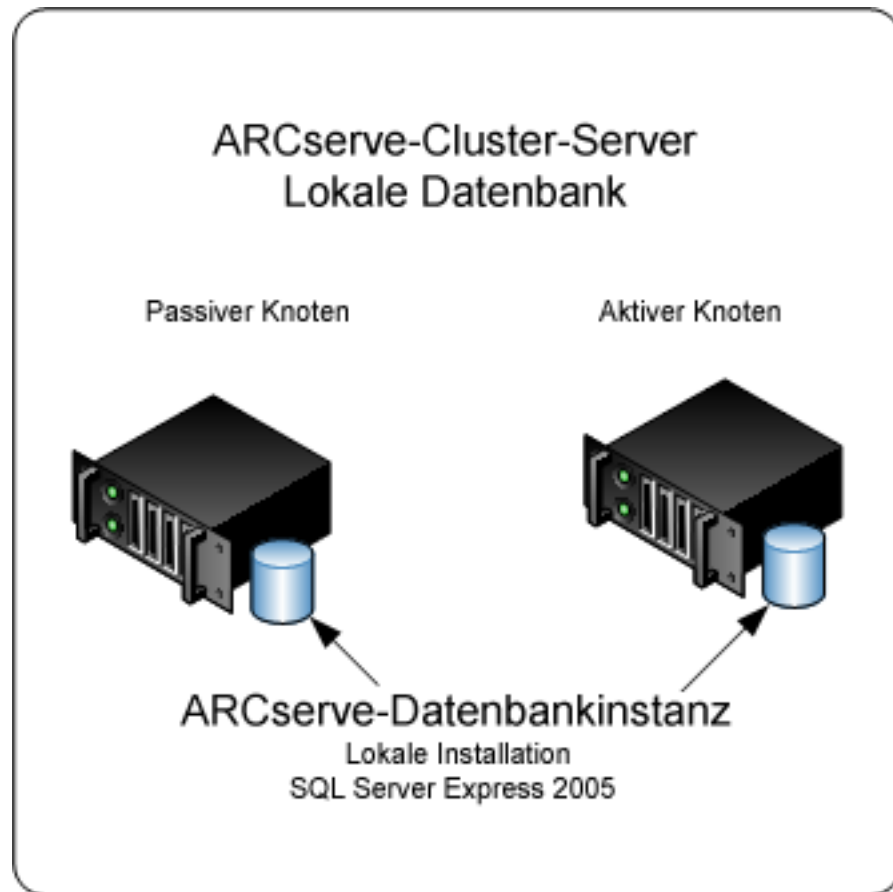 ARCserve-Cluster-Server
Lokale Datenbank
Passiver Knoten
Aktiver Knoten
ARCserve-Datenbankinstanz
Lokale Installation
SQL Server Express 2005